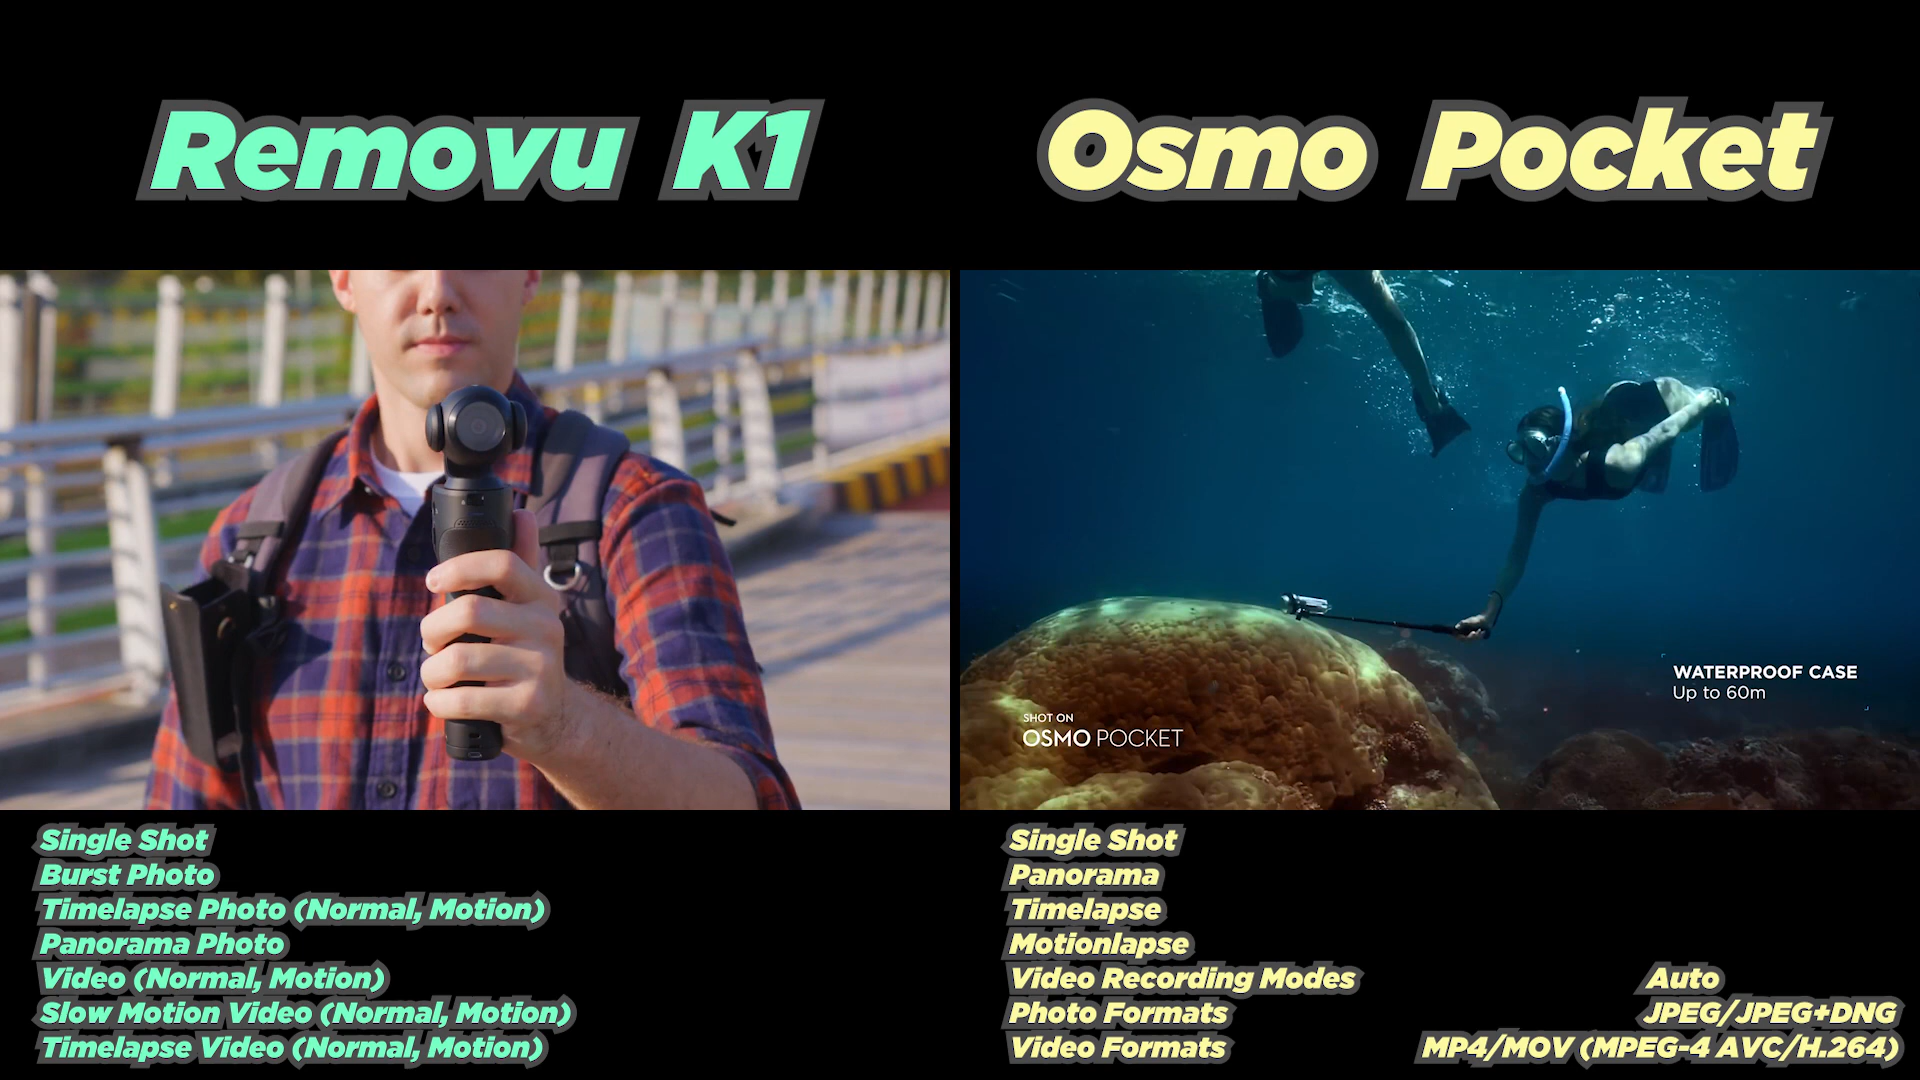 Removu K1
Osmo Pocket
WATERPROOF CASE
Up to 60m
SHOT ON
OSMO POCKET
Single Shot
Burst Photo
Timelapse Photo (Normal, Motion)
Panorama Photo
Video (Normal, Motion)
Slow Motion Video (Normal, Motion)
Timelapse Video (Normal, Motion)
Single Shot
Panorama
Timelapse
Motionlapse
Video Recording Modes Auto
Photo Formats JPEG/JPEG+DNG
Video Formats MP4/MOV (MPEG-4 AVC/H.264)